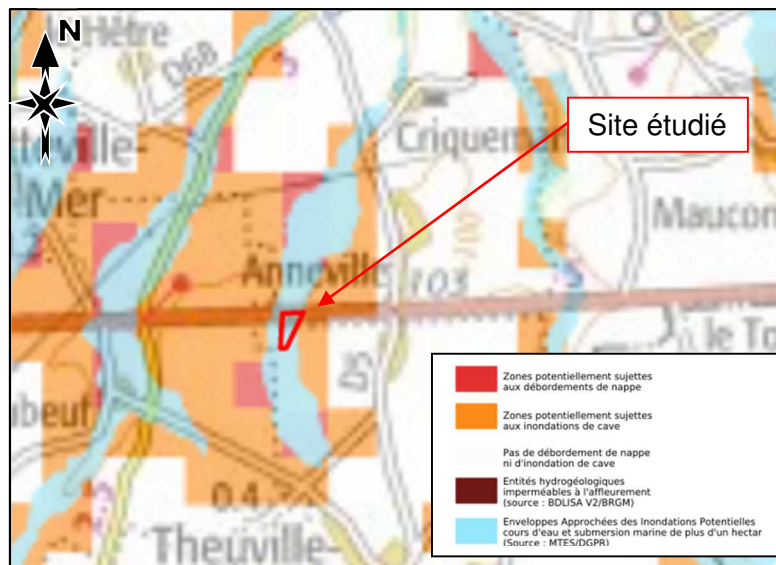 N
Hêtre
D68
Site étudié
Criquem
Mer
Maucon
Anneville
103
le To
ubeuf
0.4
Theuville-
Zones potentiellement sujettes
aux débordements de nappe
Zones potentiellement sujettes
aux inondations de cave
Pas de débordement de nappe
ni d'inondation de cave
Entités hydrogéologiques
imperméables à l'affleurement
(source : BDLISA V2/BRGM)
Enveloppes Approchées des Inondations Potentielles
cours d'eau et submersion marine de plus d'un hectar
(Source : MTES/DGPR)